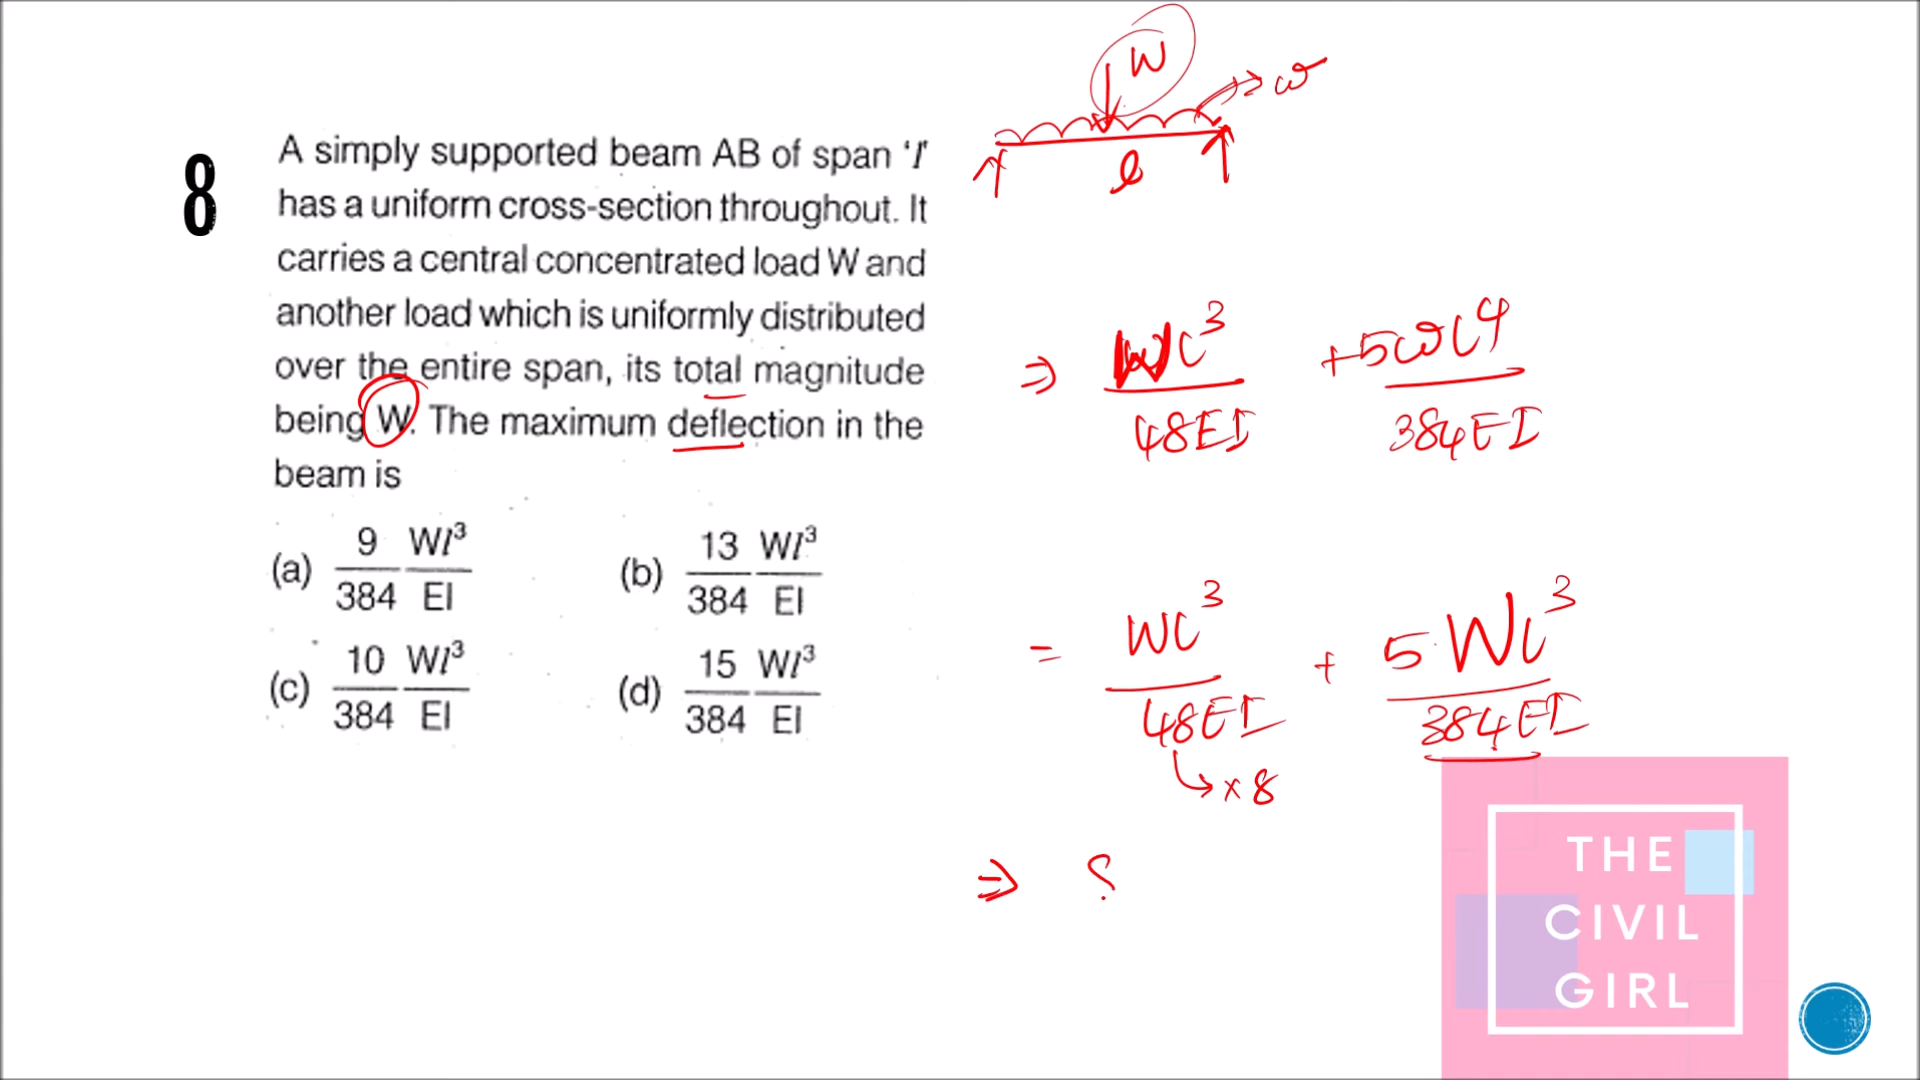 8
A simply supported beam AB of span 'l'
has a uniform cross-section throughout. It
carries a central concentrated load W and
another load which is uniformly distributed
over the entire span, its total magnitude
being W. The maximum deflection in the
beam is
(a) 9/384 Wl³/EI (b) 13/384 Wl³/EI
(c) 10/384 Wl³/EI (d) 15/384 Wl³/EI
W
w
l
⇒ Wl³/48EI + 5wl⁴/384EI
= Wl³/48EI + 5Wl³/384EI
↳ x 8
⇒ ?
THE
CIVIL
GIRL